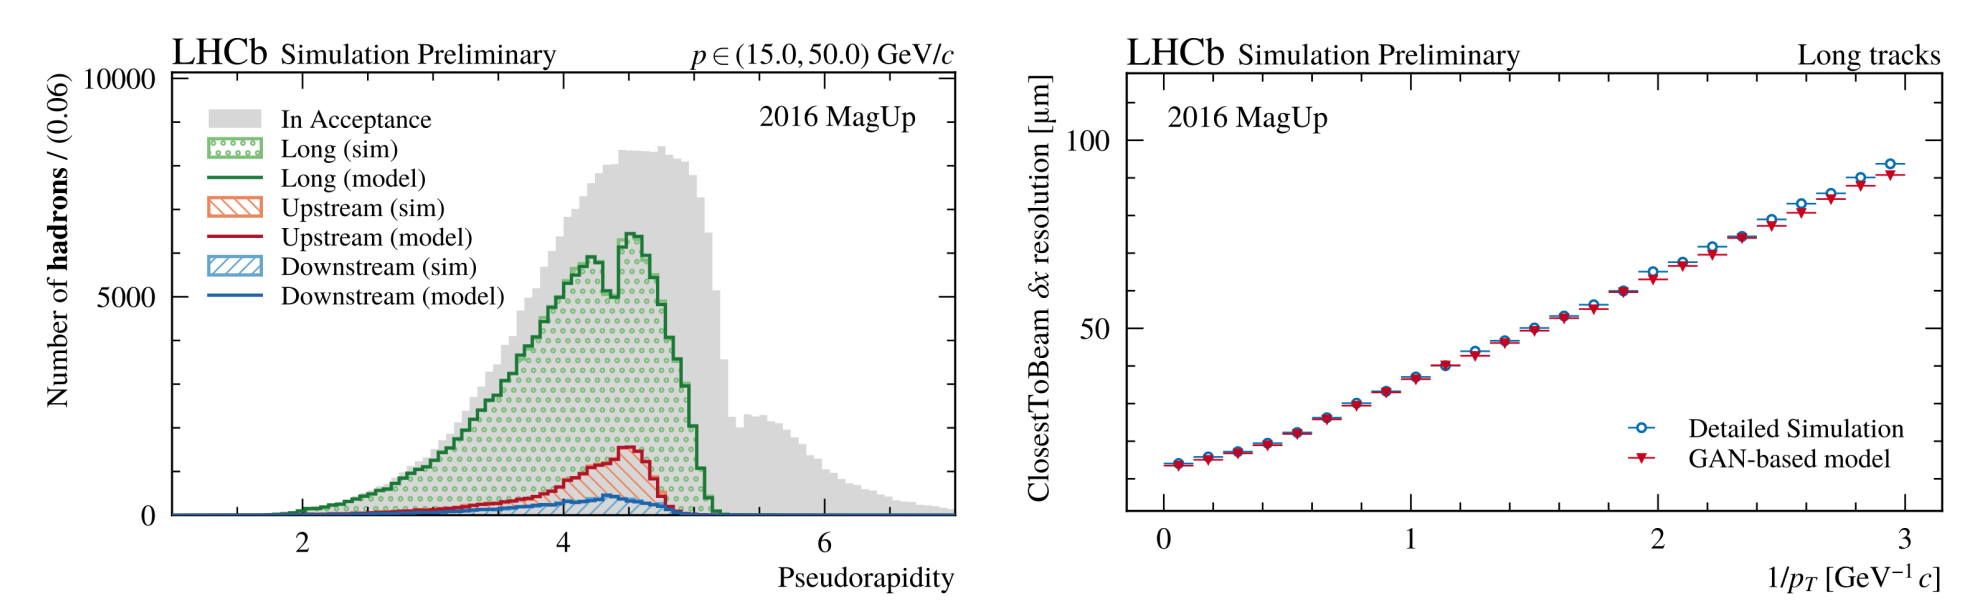 LHCb Simulation Preliminary
p ∈ (15.0, 50.0) GeV/c
2016 MagUp
In Acceptance
Long (sim)
Long (model)
Upstream (sim)
Upstream (model)
Downstream (sim)
Downstream (model)
Number of hadrons / (0.06)
10000
5000
0
2
4
6
Pseudorapidity
LHCb Simulation Preliminary
Long tracks
2016 MagUp
ClosestToBeam δx resolution [μm]
100
50
Detailed Simulation
GAN-based model
0
1
2
3
1/p_T [GeV⁻¹ c]